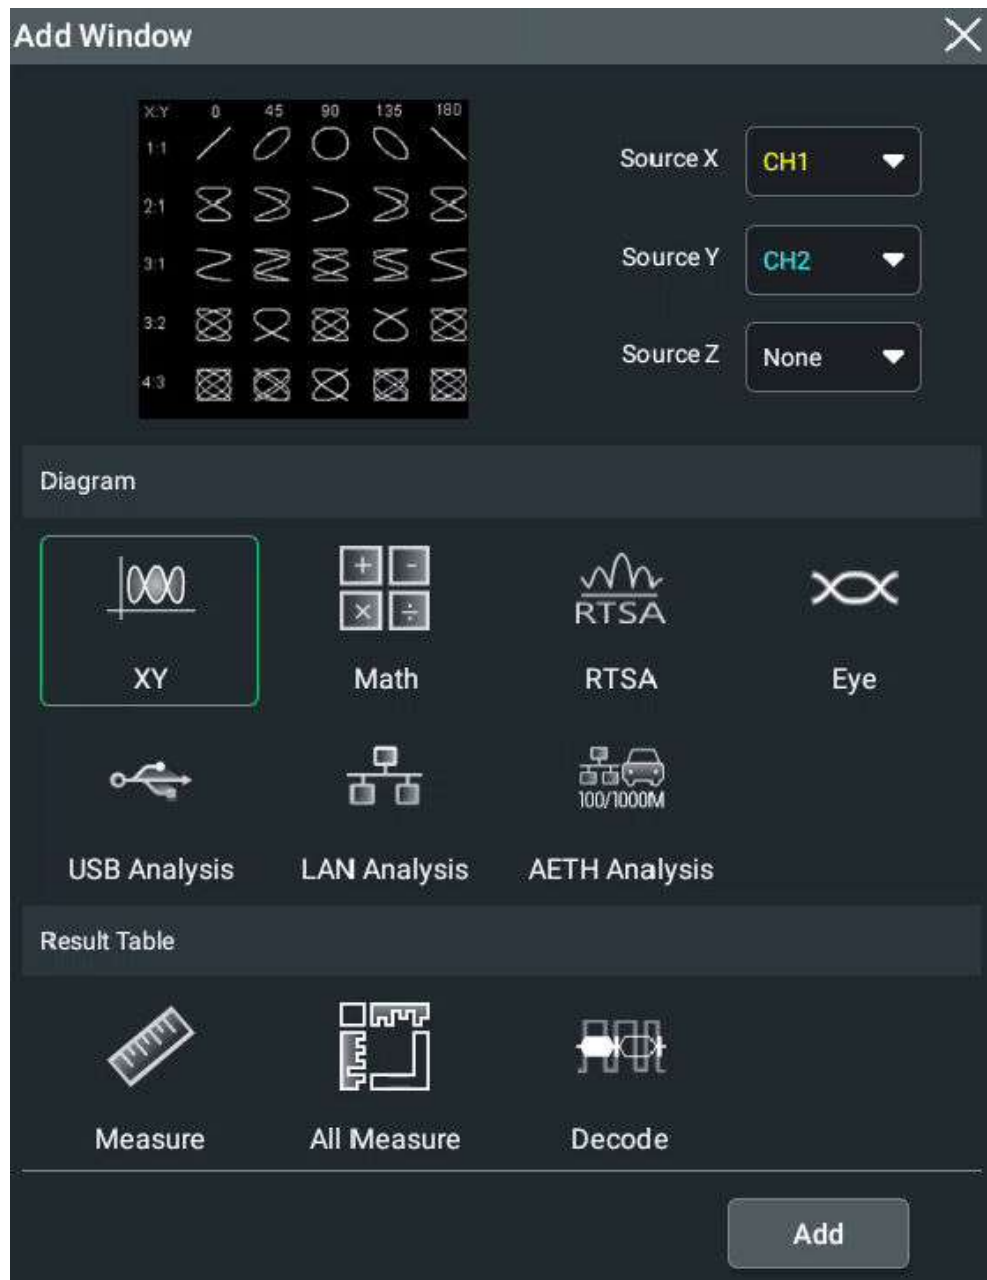 Add Window
X:Y 0 45 90 135 180
1:1
2:1
3:1
3:2
4:3
Source X CH1
Source Y CH2
Source Z None
Diagram
+ -
× ÷
RTSA
XY Math RTSA Eye
100/1000M
USB Analysis LAN Analysis AETH Analysis
Result Table
Measure All Measure Decode
Add